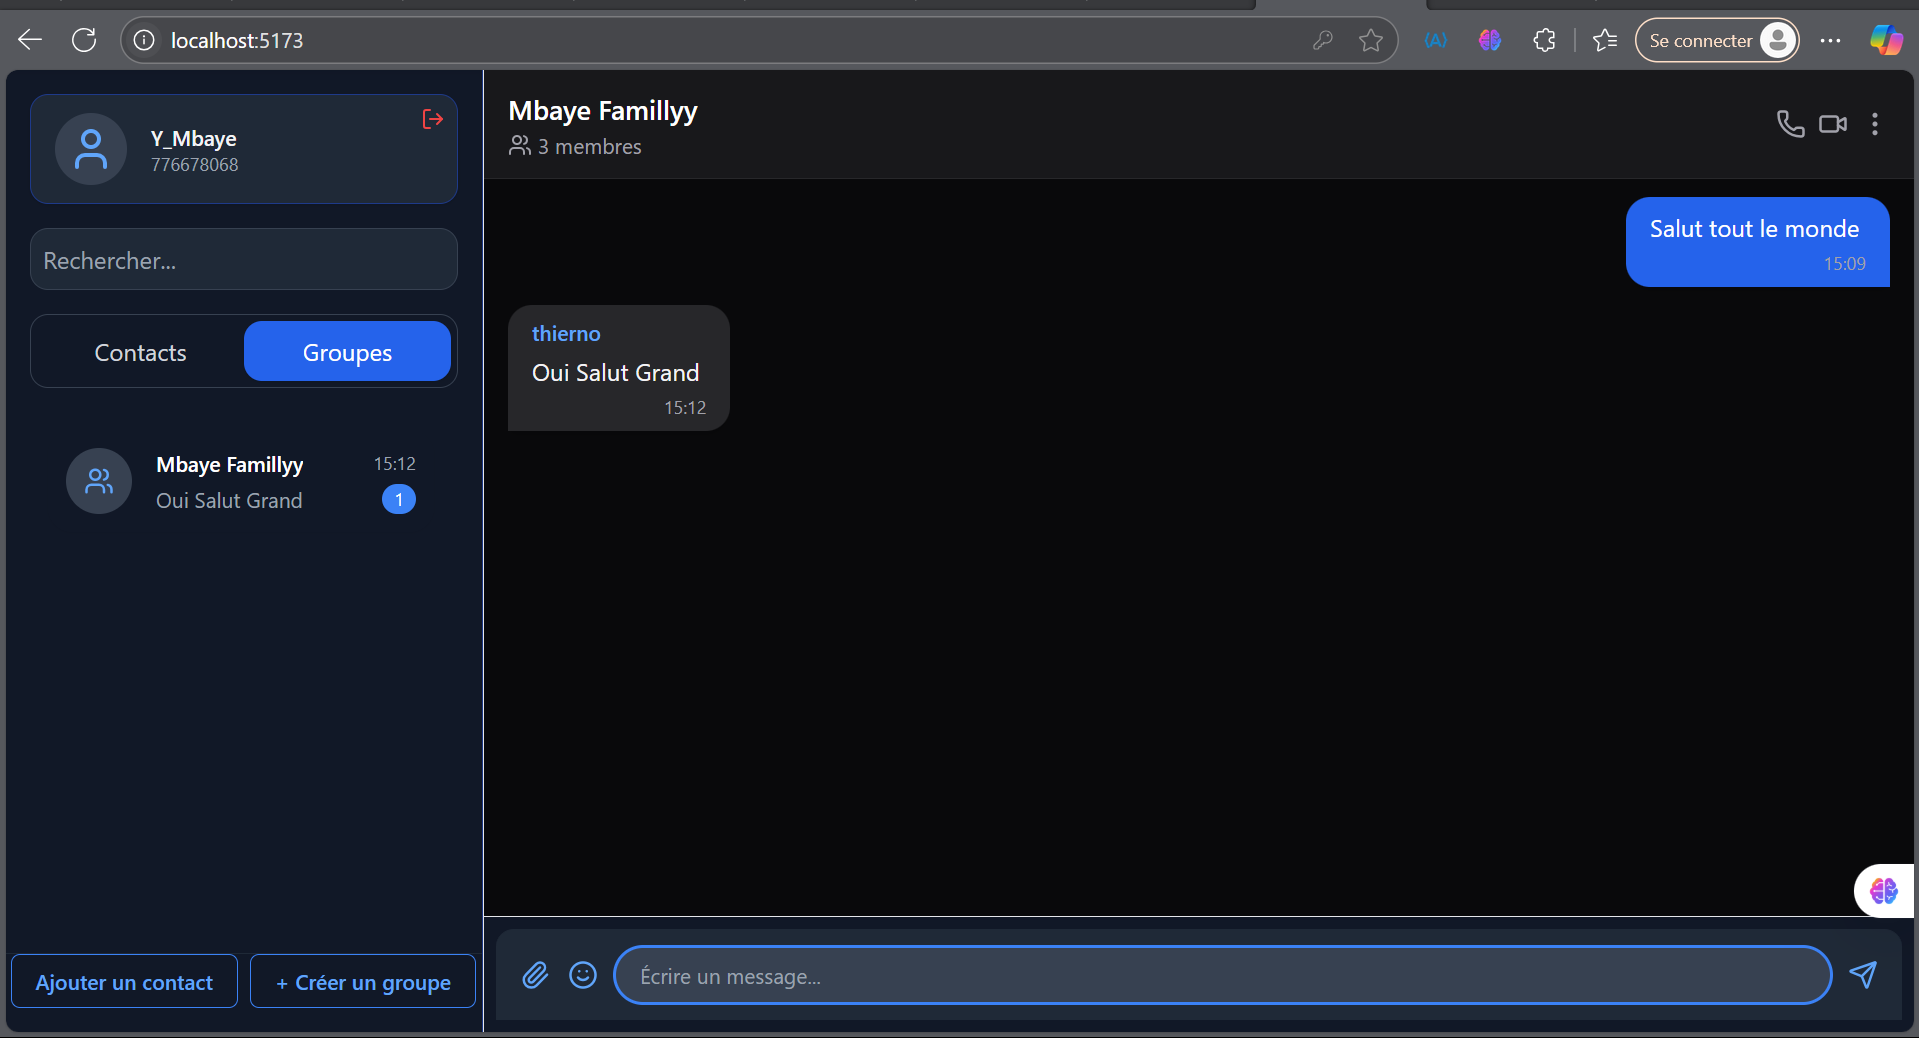 localhost:5173
Se connecter
Y_Mbaye
776678068
Rechercher...
Contacts
Groupes
Mbaye Famillyy
15:12
Oui Salut Grand
1
Ajouter un contact
+ Créer un groupe
Mbaye Famillyy
3 membres
Salut tout le monde
15:09
thierno
Oui Salut Grand
15:12
Écrire un message...